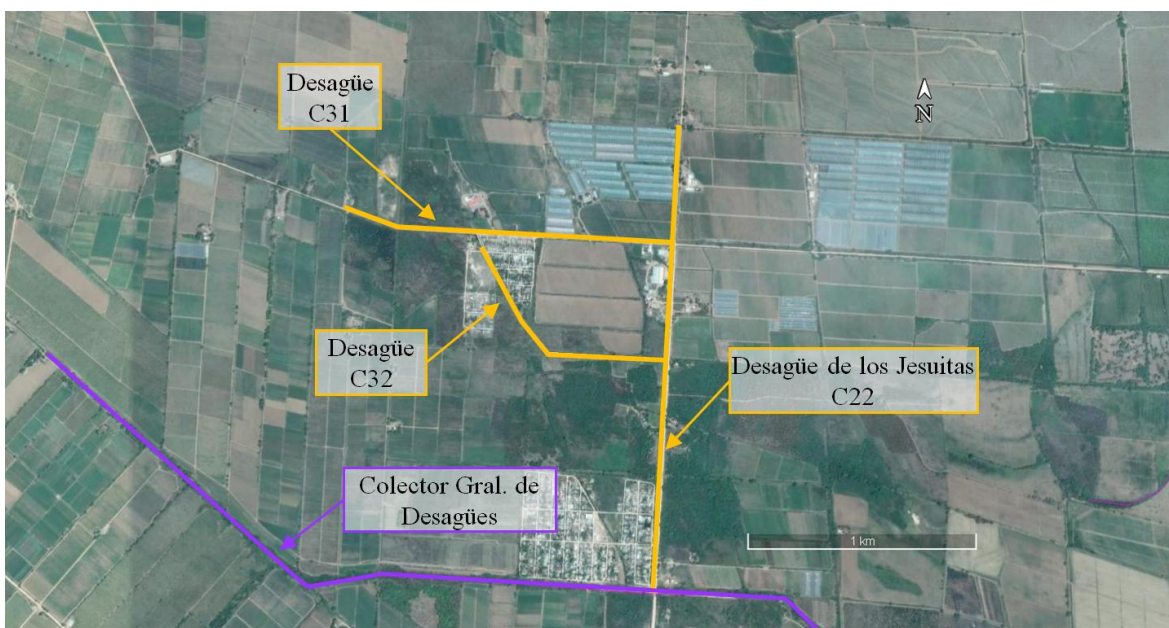 Desagüe
C31
N
Desagüe
C32
Desagüe de los Jesuitas
C22
Colector Gral. de
Desagües
1 km